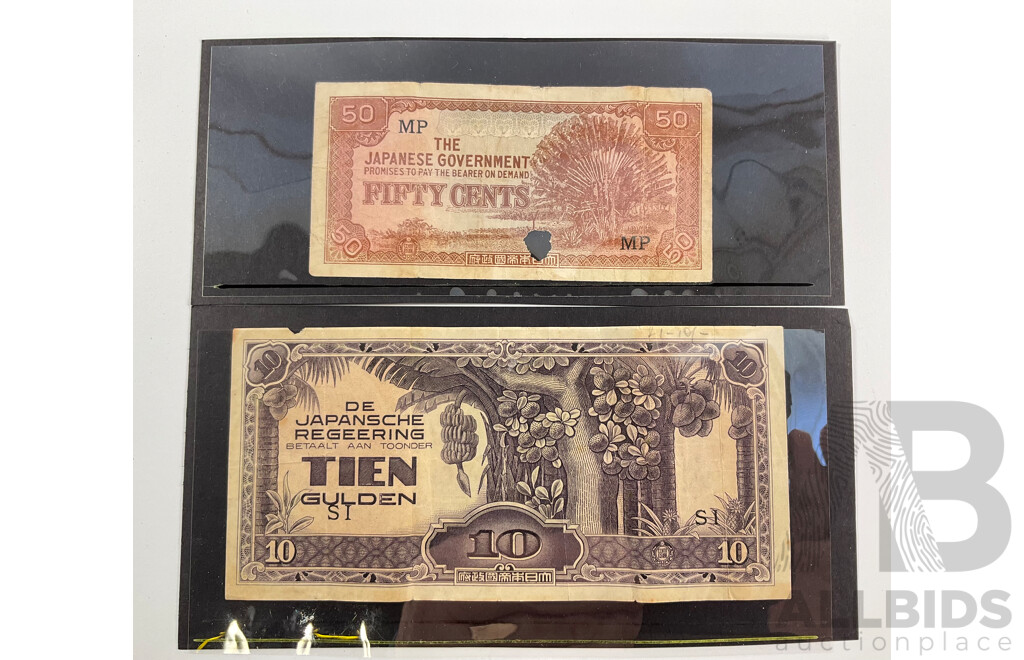 50
50
MP
THE
JAPANESE GOVERNMENT
PROMISES TO PAY THE BEARER ON DEMAND
FIFTY CENTS
50
MP
50
府政國帝本日大
10
10
DE
JAPANSCHE
REGEERING
BETAALT AAN TOONDER
TIEN
GULDEN
SI
SI
10
10
10
府政國帝本日大
B
ALLBIDS
auctionplace